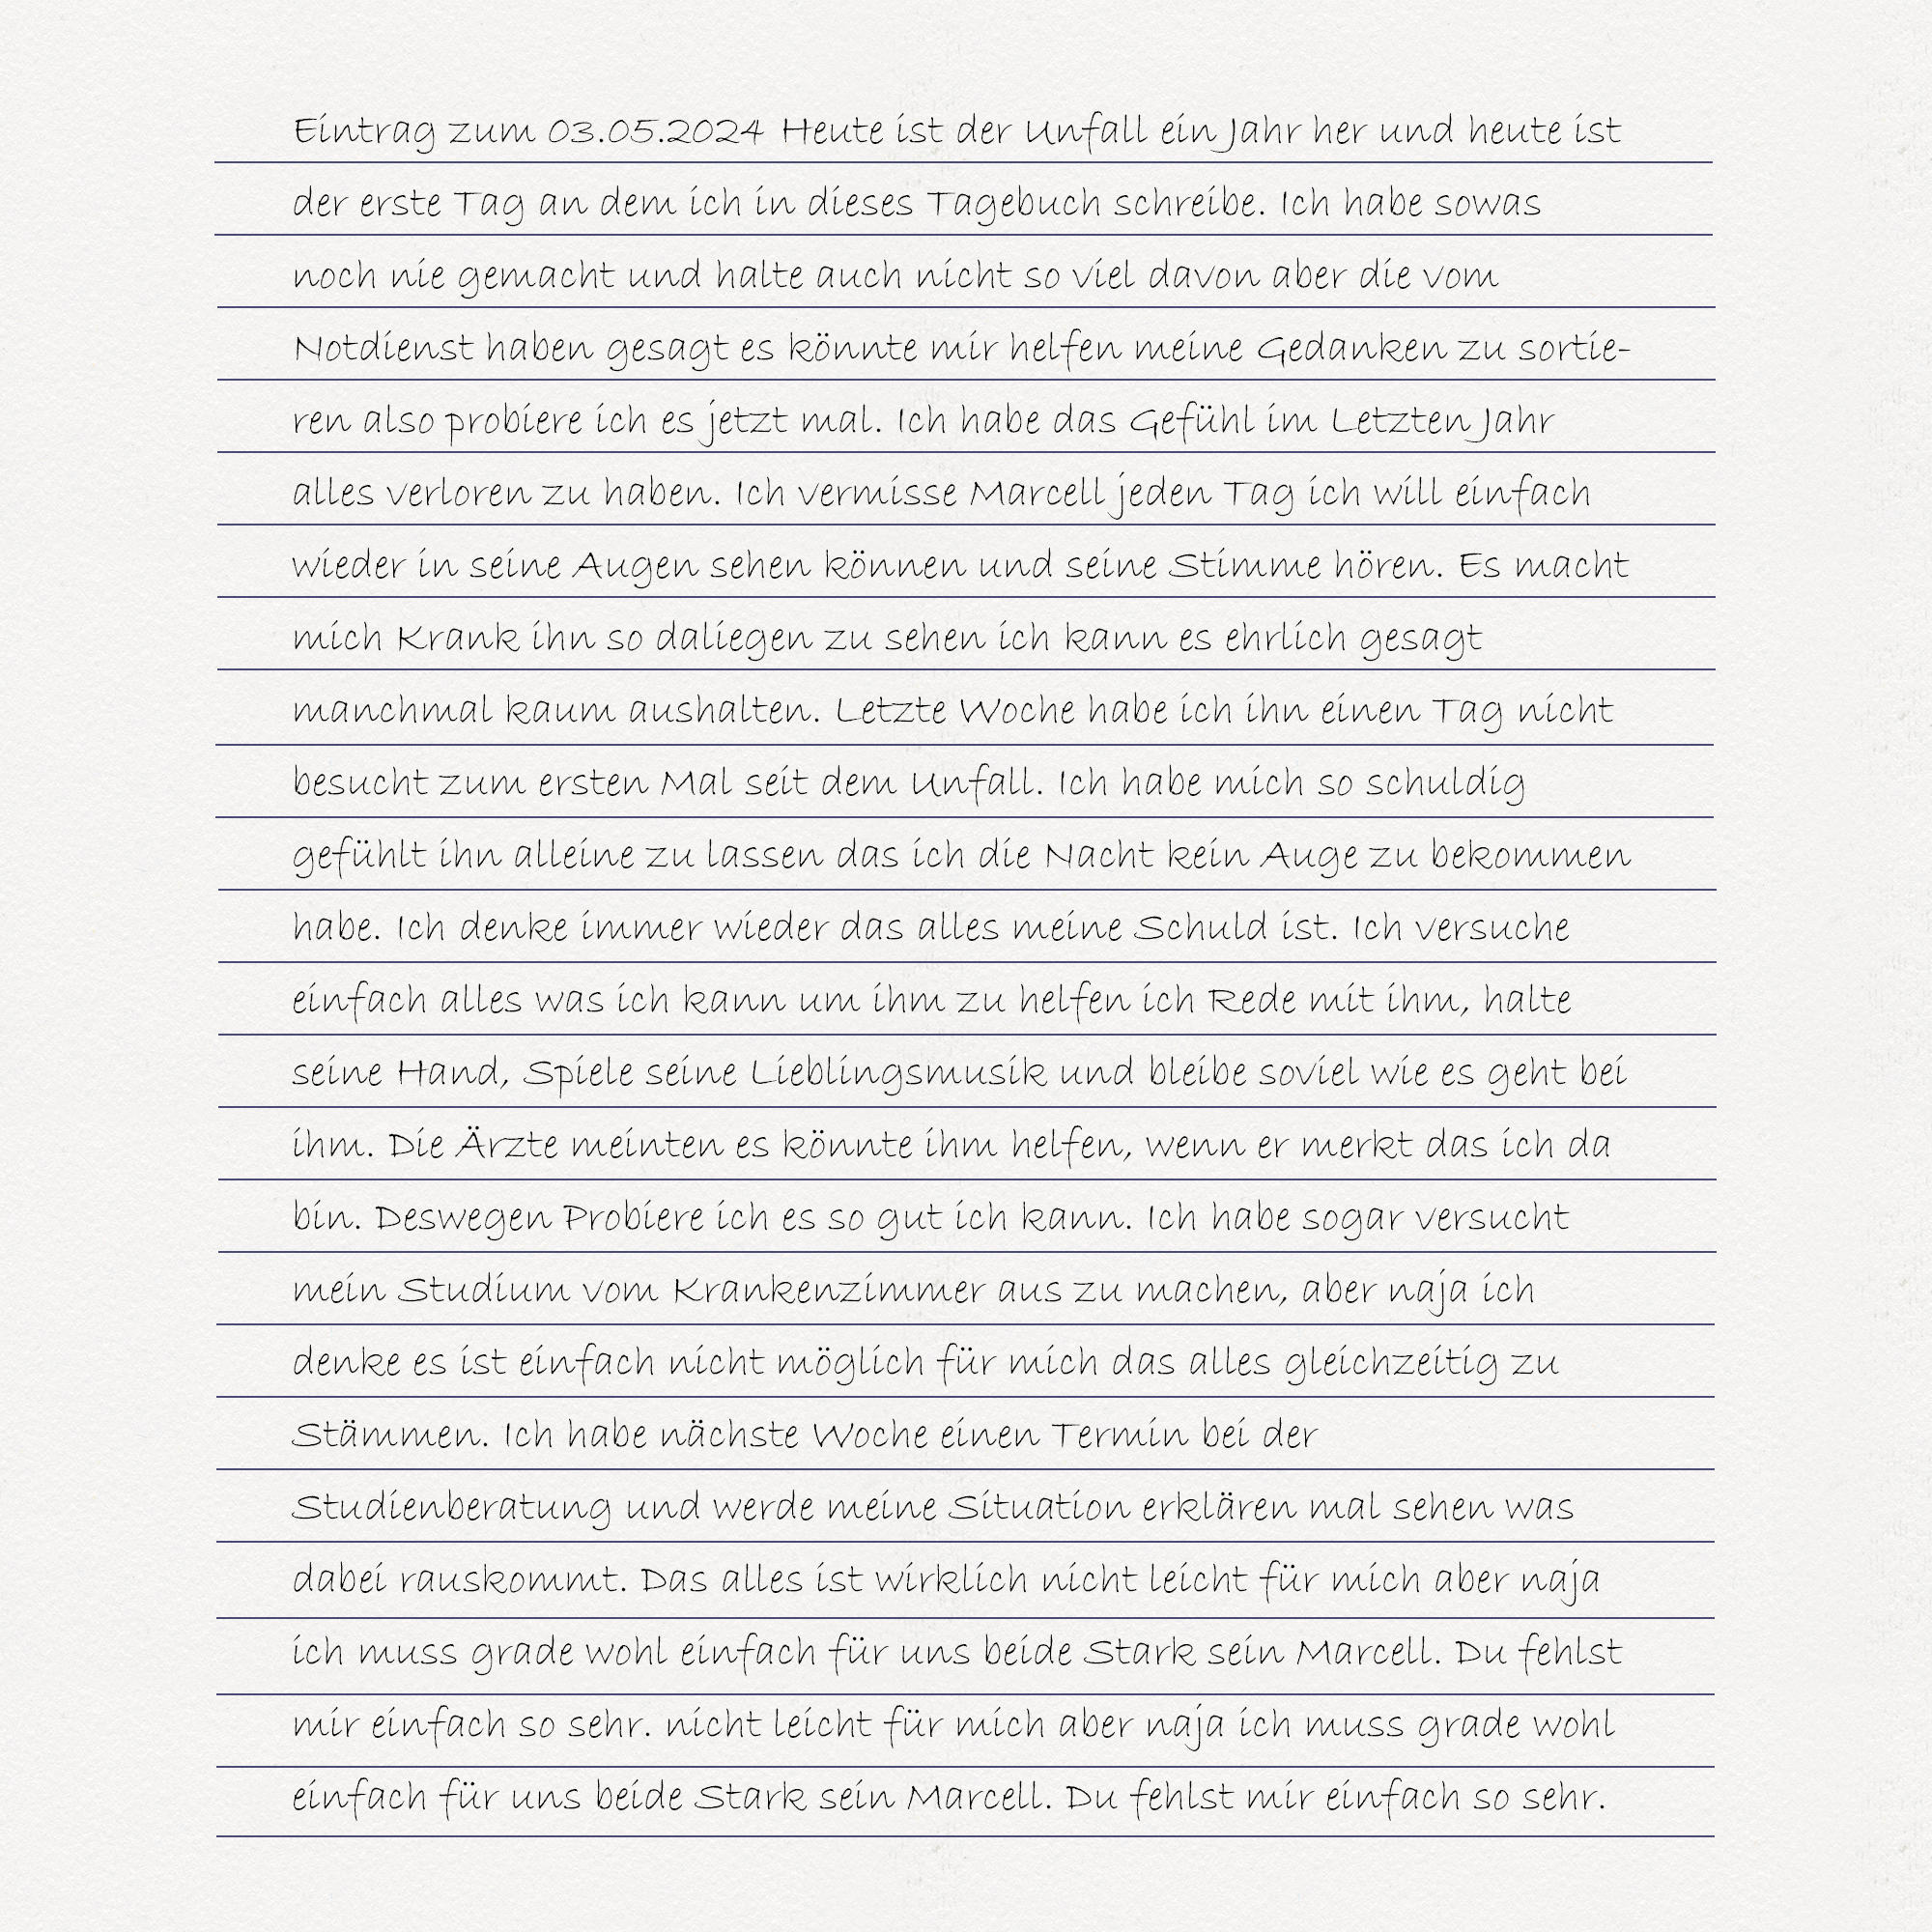 Eintrag zum 03.05.2024 Heute ist der Unfall ein Jahr her und heute ist
der erste Tag an dem ich in dieses Tagebuch schreibe. Ich habe sowas
noch nie gemacht und halte auch nicht so viel davon aber die vom
Notdienst haben gesagt es könnte mir helfen meine Gedanken zu sortie-
ren also probiere ich es jetzt mal. Ich habe das Gefühl im Letzten Jahr
alles verloren zu haben. Ich vermisse Marcell jeden Tag ich will einfach
wieder in seine Augen sehen können und seine Stimme hören. Es macht
mich Krank ihn so daliegen zu sehen ich kann es ehrlich gesagt
manchmal kaum aushalten. Letzte Woche habe ich ihn einen Tag nicht
besucht zum ersten Mal seit dem Unfall. Ich habe mich so schuldig
gefühlt ihn alleine zu lassen das ich die Nacht kein Auge zu bekommen
habe. Ich denke immer wieder das alles meine Schuld ist. Ich versuche
einfach alles was ich kann um ihm zu helfen ich Rede mit ihm, halte
seine Hand, Spiele seine Lieblingsmusik und bleibe soviel wie es geht bei
ihm. Die Ärzte meinten es könnte ihm helfen, wenn er merkt das ich da
bin. Deswegen Probiere ich es so gut ich kann. Ich habe sogar versucht
mein Studium vom Krankenzimmer aus zu machen, aber naja ich
denke es ist einfach nicht möglich für mich das alles gleichzeitig zu
Stämmen. Ich habe nächste Woche einen Termin bei der
Studienberatung und werde meine Situation erklären mal sehen was
dabei rauskommt. Das alles ist wirklich nicht leicht für mich aber naja
ich muss grade wohl einfach für uns beide Stark sein Marcell. Du fehlst
mir einfach so sehr. nicht leicht für mich aber naja ich muss grade wohl
einfach für uns beide Stark sein Marcell. Du fehlst mir einfach so sehr.